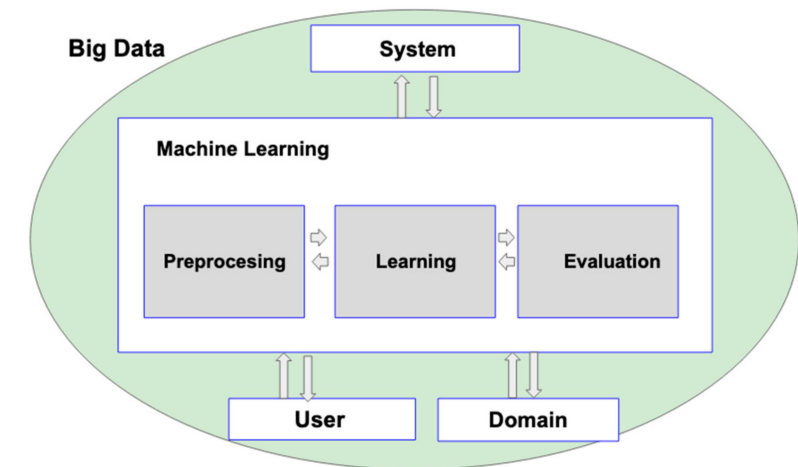 Big Data
System
Machine Learning
Preprocesing
Learning
Evaluation
User
Domain